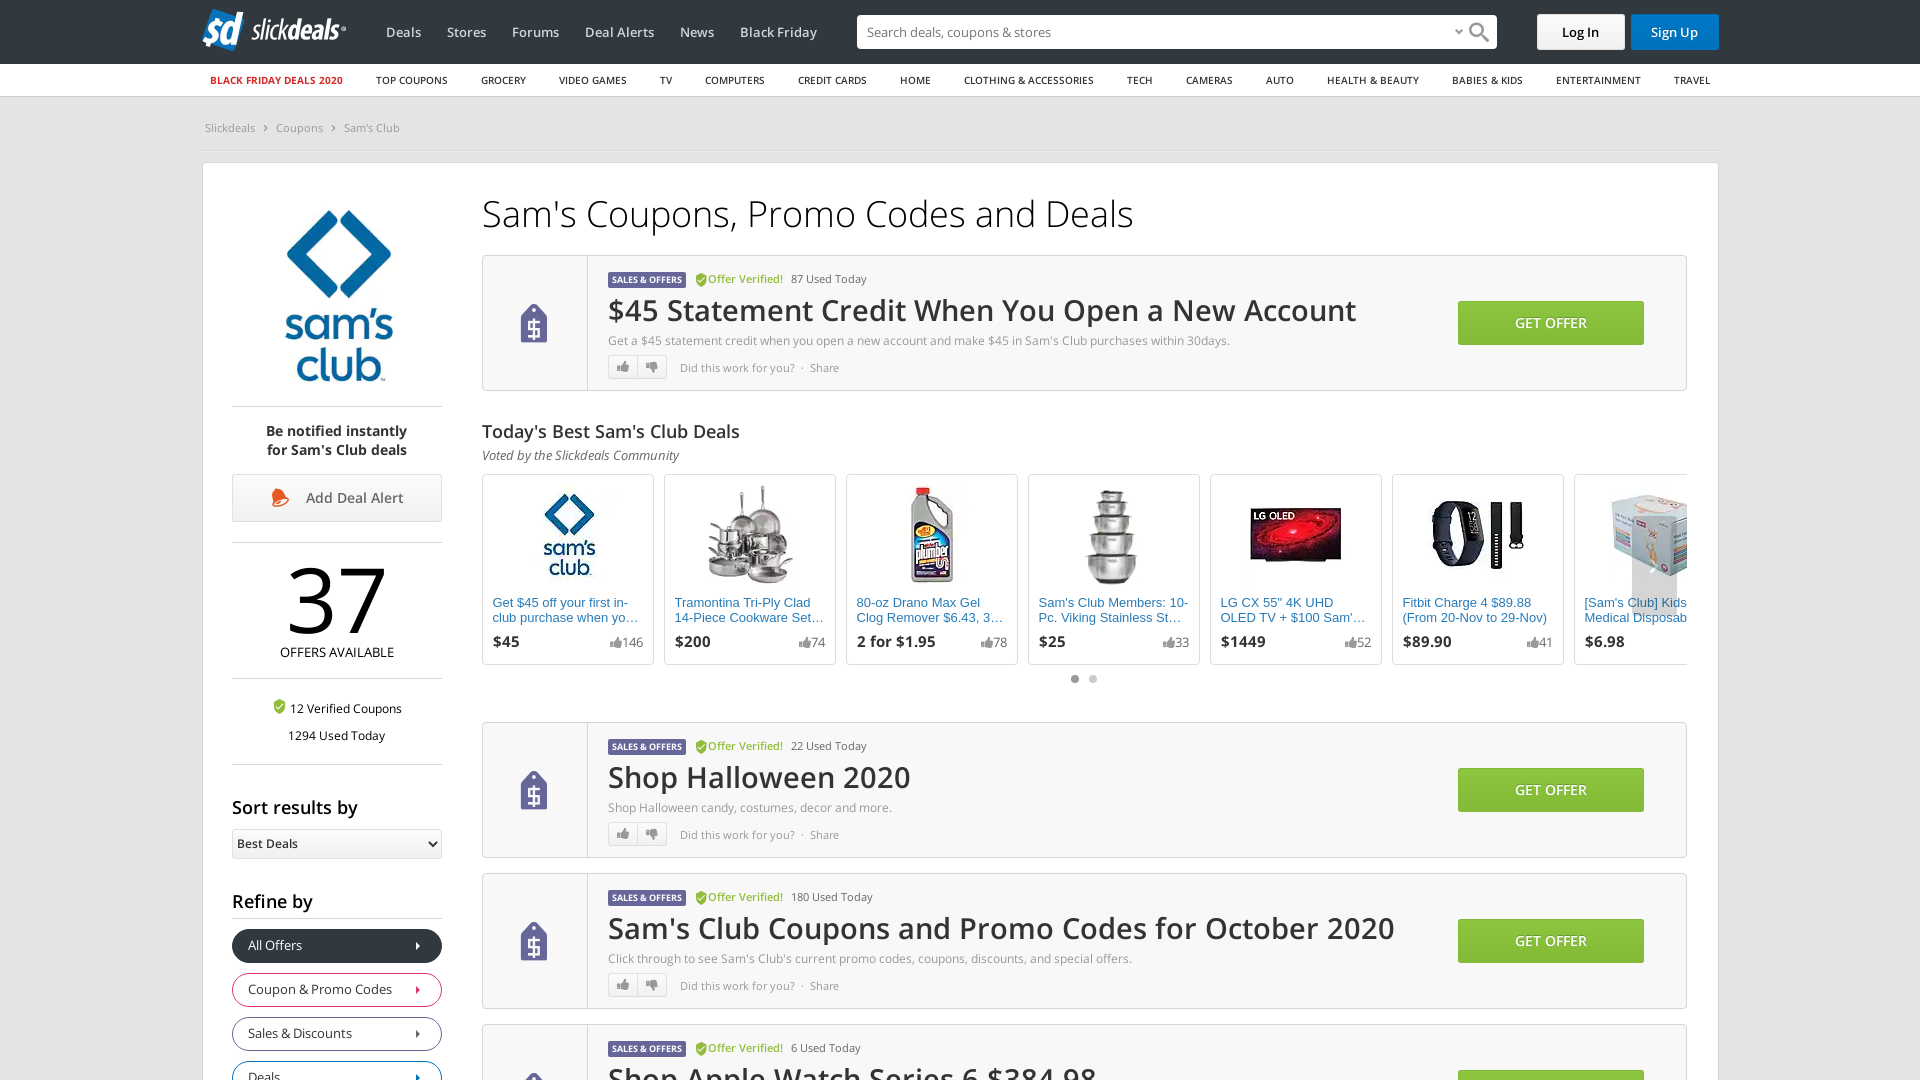 slickdeals
Deals
Stores
Forums
Deal Alerts
News
Black Friday
Search deals, coupons & stores
Log In
Sign Up
BLACK FRIDAY DEALS 2020
TOP COUPONS
GROCERY
VIDEO GAMES
TV
COMPUTERS
CREDIT CARDS
HOME
CLOTHING & ACCESSORIES
TECH
CAMERAS
AUTO
HEALTH & BEAUTY
BABIES & KIDS
ENTERTAINMENT
TRAVEL
Slickdeals > Coupons > Sam's Club
sam's
club
Be notified instantly
for Sam's Club deals
Add Deal Alert
37
OFFERS AVAILABLE
12 Verified Coupons
1294 Used Today
Sort results by
Best Deals
Refine by
All Offers
Coupon & Promo Codes
Sales & Discounts
Deals
Sam's Coupons, Promo Codes and Deals
SALES & OFFERS Offer Verified! 87 Used Today
$45 Statement Credit When You Open a New Account
Get a $45 statement credit when you open a new account and make $45 in Sam's Club purchases within 30days.
Did this work for you? · Share
GET OFFER
Today's Best Sam's Club Deals
Voted by the Slickdeals Community
sam's
club
Get $45 off your first in-
club purchase when yo…
$45
146
Tramontina Tri-Ply Clad
14-Piece Cookware Set…
$200
74
plumber
80-oz Drano Max Gel
Clog Remover $6.43, 3…
2 for $1.95
78
Sam's Club Members: 10-
Pc. Viking Stainless St…
$25
33
LG OLED
LG CX 55" 4K UHD
OLED TV + $100 Sam'…
$1449
52
Fitbit Charge 4 $89.88
(From 20-Nov to 29-Nov)
$89.90
41
[Sam's Club] Kids
Medical Disposab
$6.98
SALES & OFFERS Offer Verified! 22 Used Today
Shop Halloween 2020
Shop Halloween candy, costumes, decor and more.
Did this work for you? · Share
GET OFFER
SALES & OFFERS Offer Verified! 180 Used Today
Sam's Club Coupons and Promo Codes for October 2020
Click through to see Sam's Club's current promo codes, coupons, discounts, and special offers.
Did this work for you? · Share
GET OFFER
SALES & OFFERS Offer Verified! 6 Used Today
Shop Apple Watch Series 6 $384.98